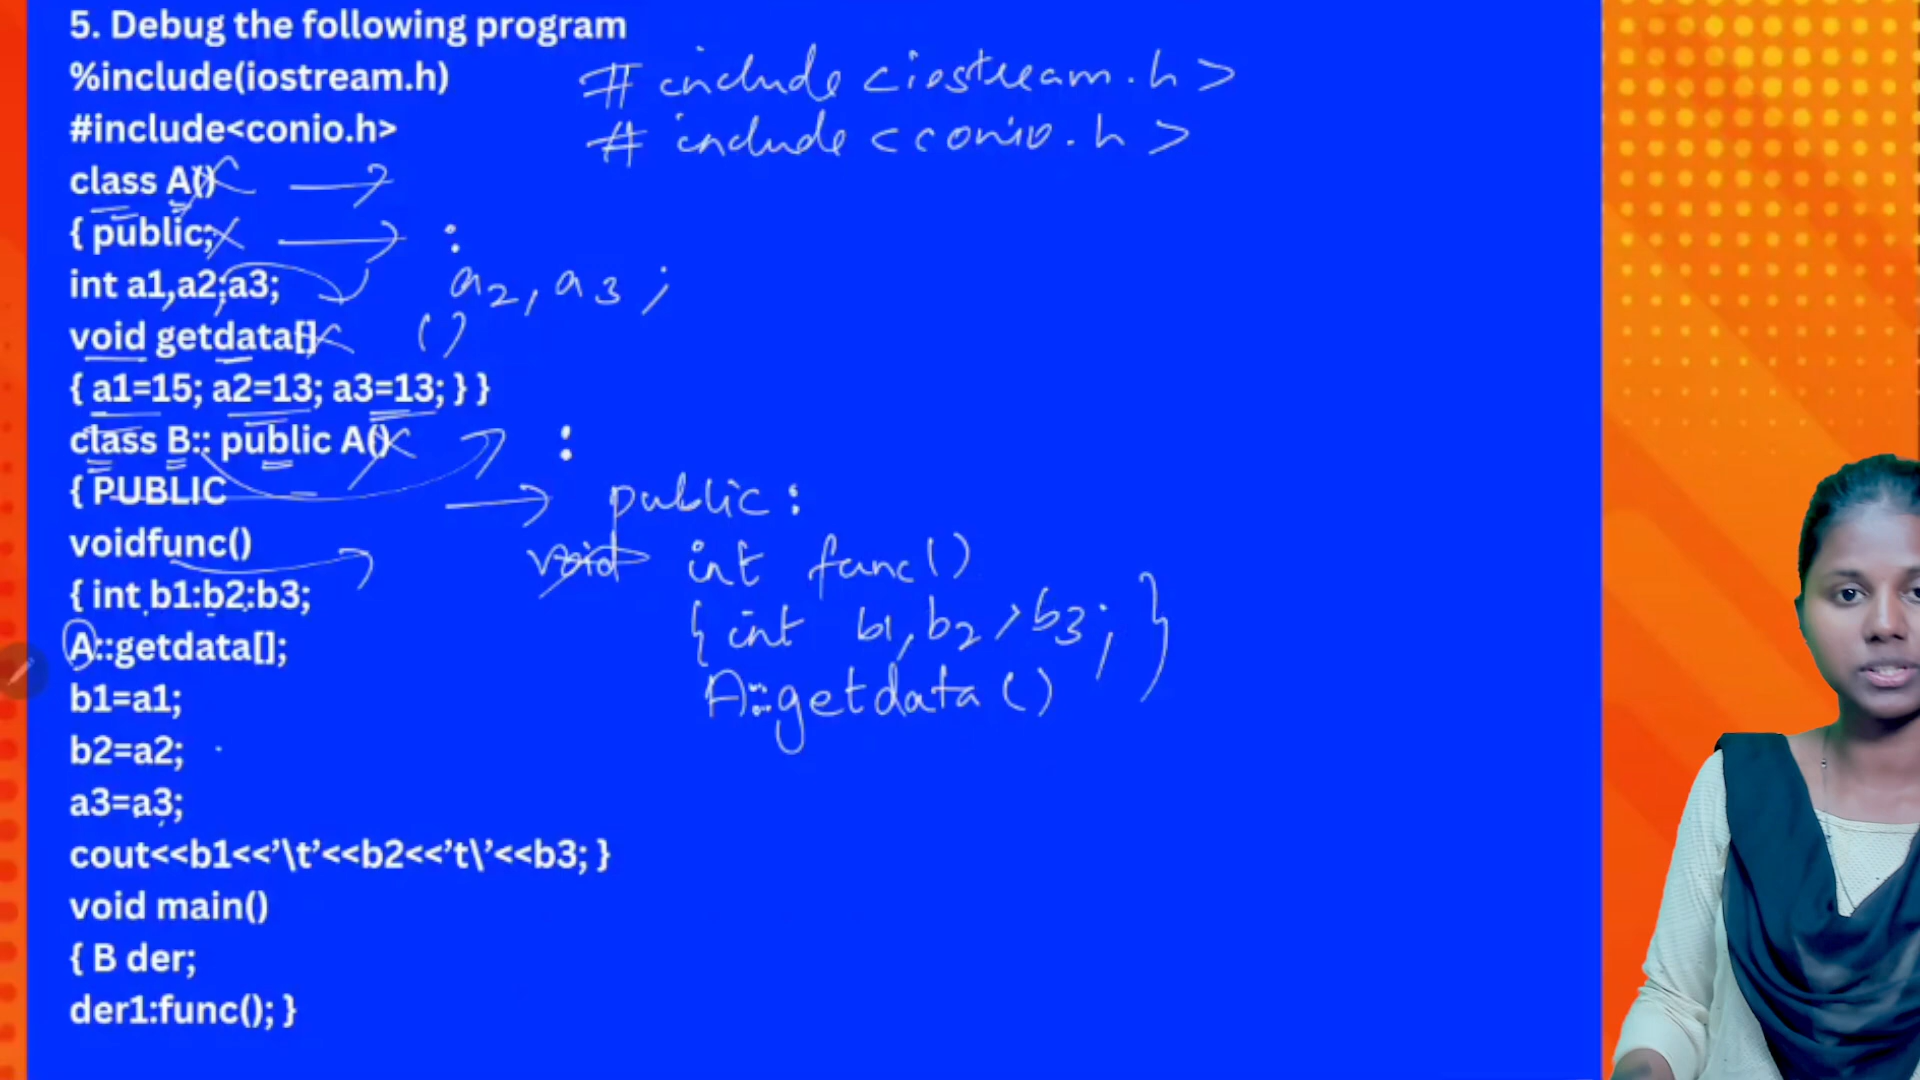 5. Debug the following program
%include(iostream.h)
# include <iostream.h>
#include<conio.h>
# include <conio.h>
class A()
{ public;
:
int a1,a2;a3;
a2, a3 ;
void getdata[]
()
{ a1=15; a2=13; a3=13; } }
class B:: public A()
:
{ PUBLIC
public :
voidfunc()
void int func()
{ int b1:b2:b3;
{ int b1, b2, b3; }
A::getdata[];
A::getdata ()
b1=a1;
b2=a2;
a3=a3;
cout<<b1<<’\t’<<b2<<’t\’<<b3; }
void main()
{ B der;
der1:func(); }